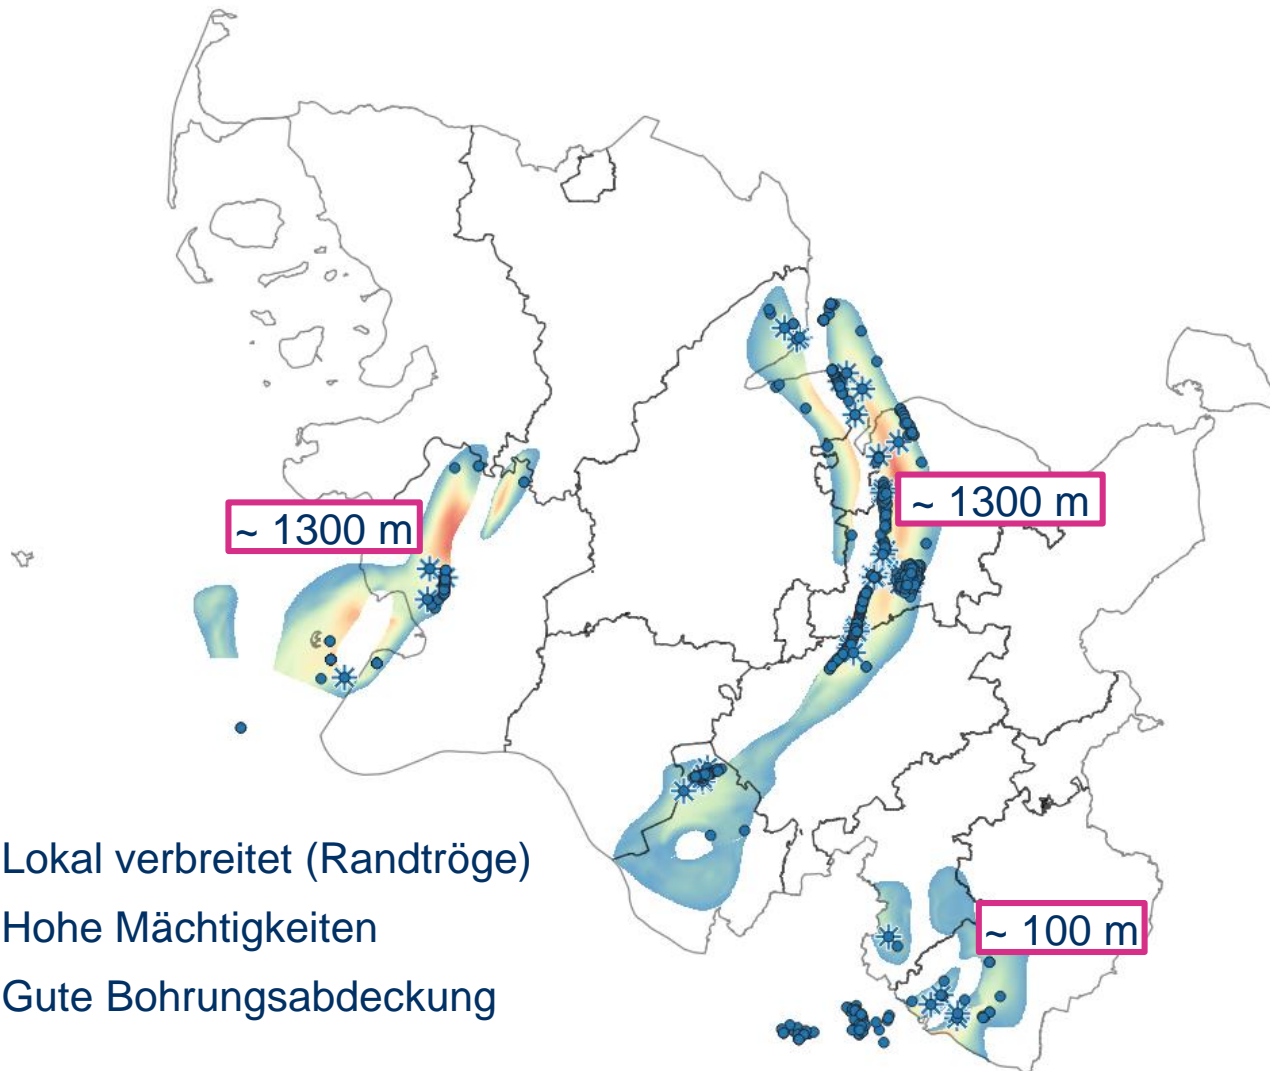 ~ 1300 m
~ 1300 m
Lokal verbreitet (Randtröge)
Hohe Mächtigkeiten
~ 100 m
Gute Bohrungsabdeckung